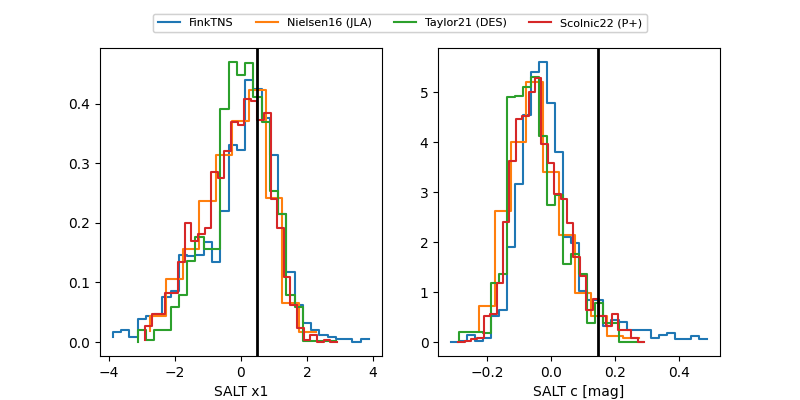 FinkTNS Nielsen16 (JLA) Taylor21 (DES) Scolnic22 (P+)
0.4
0.3
0.2
0.1
0.0
−4 −2 0 2 4
SALT x1
5
4
3
2
1
0
−0.2 0.0 0.2 0.4
SALT c [mag]